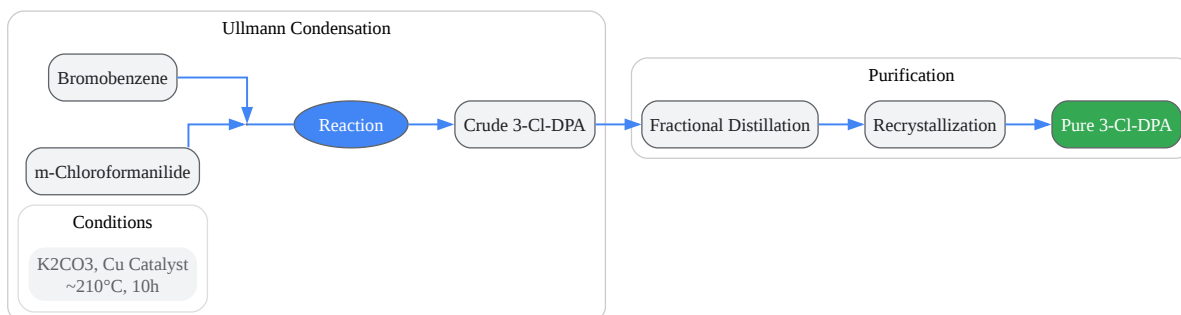 Ullmann Condensation
Bromobenzene
m-Chloroformanilide
Reaction
Crude 3-Cl-DPA
Conditions
K2CO3, Cu Catalyst
~210°C, 10h
Purification
Fractional Distillation
Recrystallization
Pure 3-Cl-DPA